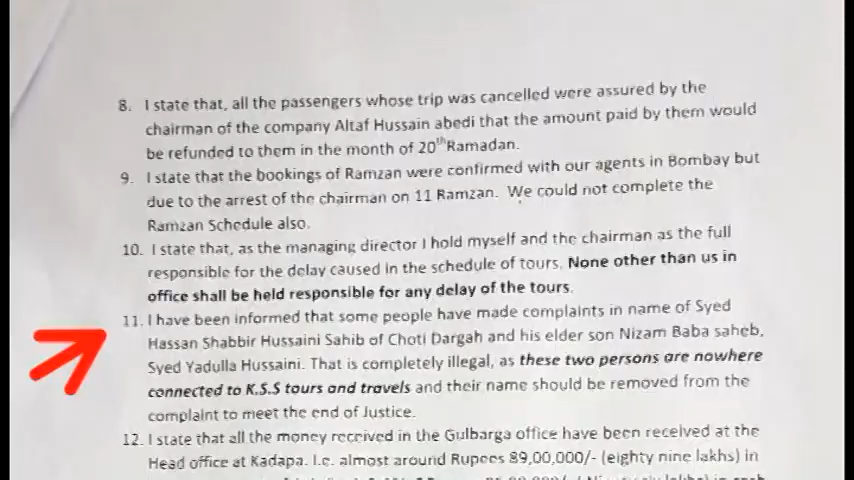 8. I state that, all the passengers whose trip was cancelled were assured by the
chairman of the company Altaf Hussain abedi that the amount paid by them would
be refunded to them in the month of 20th Ramadan.
9. I state that the bookings of Ramzan were confirmed with our agents in Bombay but
due to the arrest of the chairman on 11 Ramzan. We could not complete the
Ramzan Schedule also.
10. I state that, as the managing director I hold myself and the chairman as the full
responsible for the delay caused in the schedule of tours. None other than us in
office shall be held responsible for any delay of the tours.
11. I have been informed that some people have made complaints in name of Syed
Hassan Shabbir Hussaini Sahib of Choti Dargah and his elder son Nizam Baba saheb,
Syed Yadulla Hussaini. That is completely illegal, as these two persons are nowhere
connected to K.S.S tours and travels and their name should be removed from the
complaint to meet the end of Justice.
12. I state that all the money received in the Gulbarga office have been received at the
Head office at Kadapa. I.e. almost around Rupees 89,00,000/- (eighty nine lakhs) in